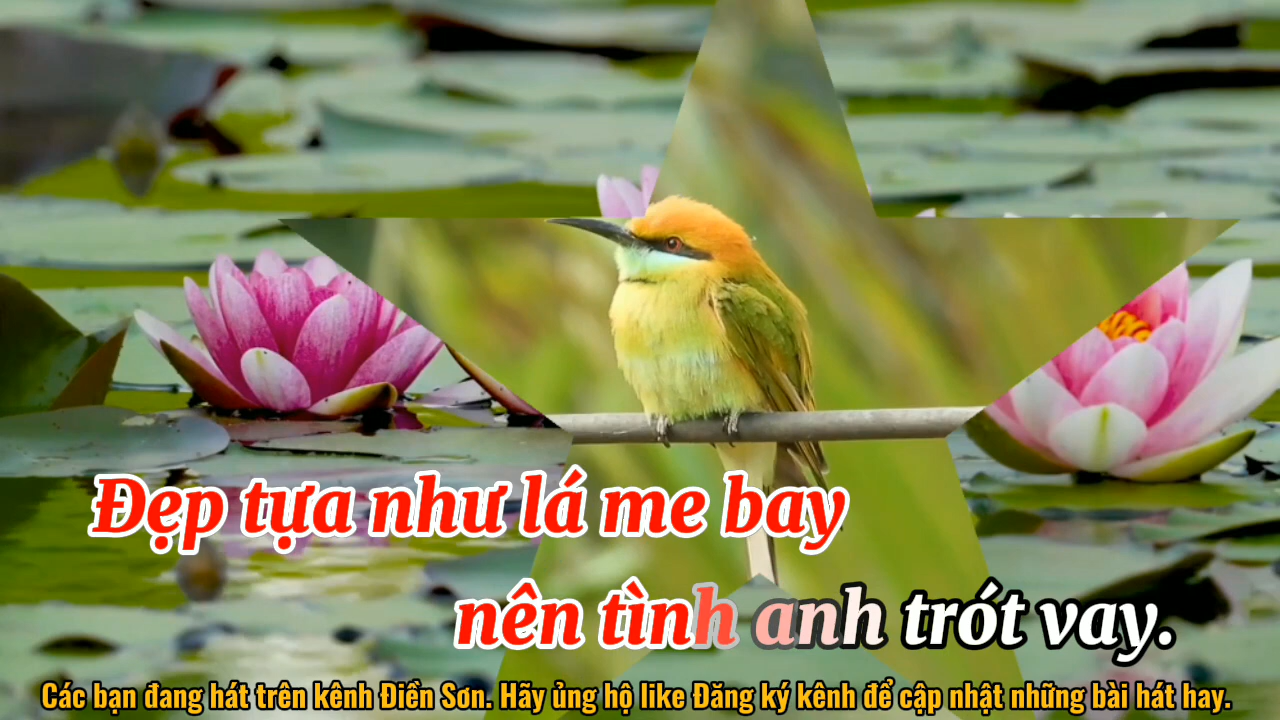 Đẹp tựa như lá me bay
nên tình anh trót vay.
Các bạn đang hát trên kênh Điền Sơn. Hãy ủng hộ like Đăng ký kênh để cập nhật những bài hát hay.